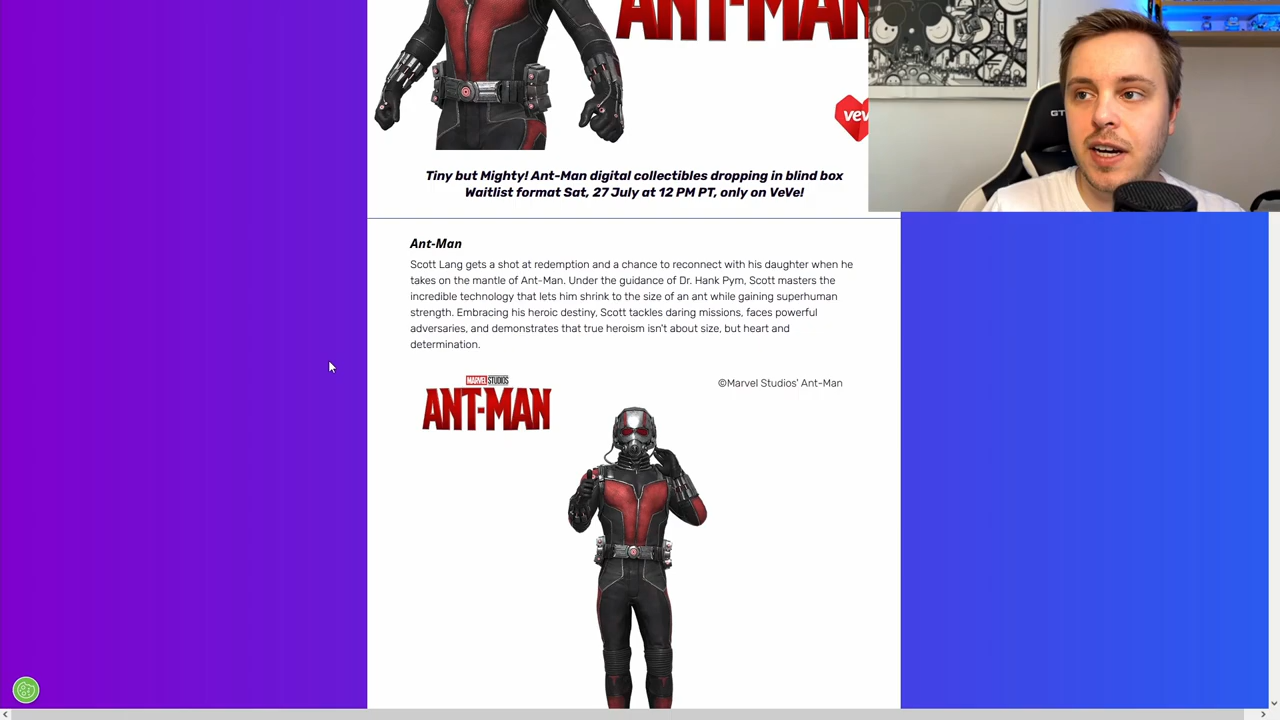 ANT-MAN
Tiny but Mighty! Ant-Man digital collectibles dropping in blind box
Waitlist format Sat, 27 July at 12 PM PT, only on VeVe!
Ant-Man
Scott Lang gets a shot at redemption and a chance to reconnect with his daughter when he
takes on the mantle of Ant-Man. Under the guidance of Dr. Hank Pym, Scott masters the
incredible technology that lets him shrink to the size of an ant while gaining superhuman
strength. Embracing his heroic destiny, Scott tackles daring missions, faces powerful
adversaries, and demonstrates that true heroism isn't about size, but heart and
determination.
MARVEL STUDIOS
ANT-MAN
©Marvel Studios' Ant-Man